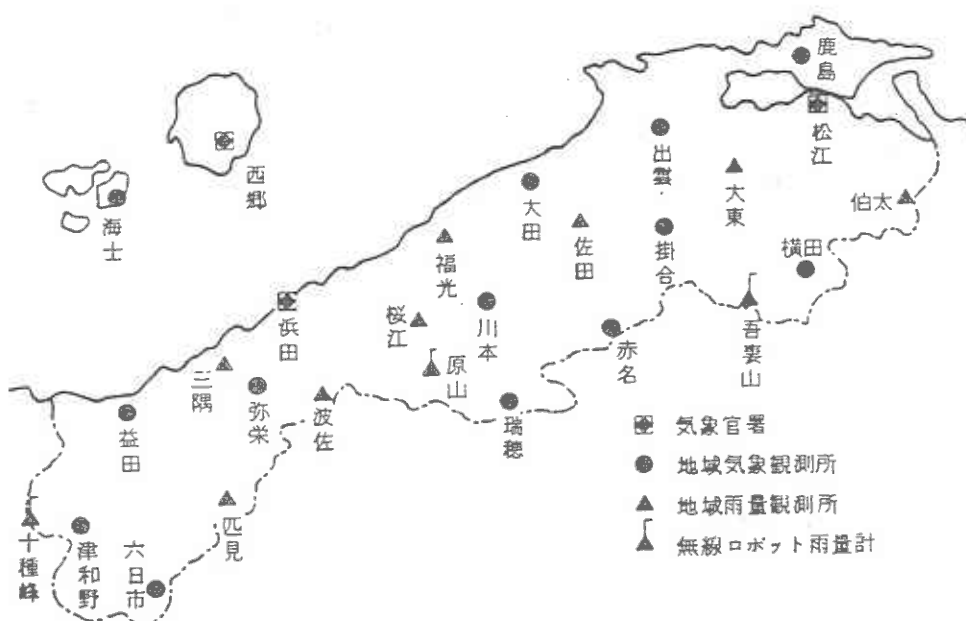 鹿島
松江
西郷
海士
出雲
大東
伯太
大田
佐田
掛合
横田
福光
浜田
桜江
川本
赤名
吾妻山
原山
三隅
弥栄
波佐
瑞穂
益田
匹見
十種峰
津和野
六日市
気象官署
地域気象観測所
地域雨量観測所
無線ロボット雨量計